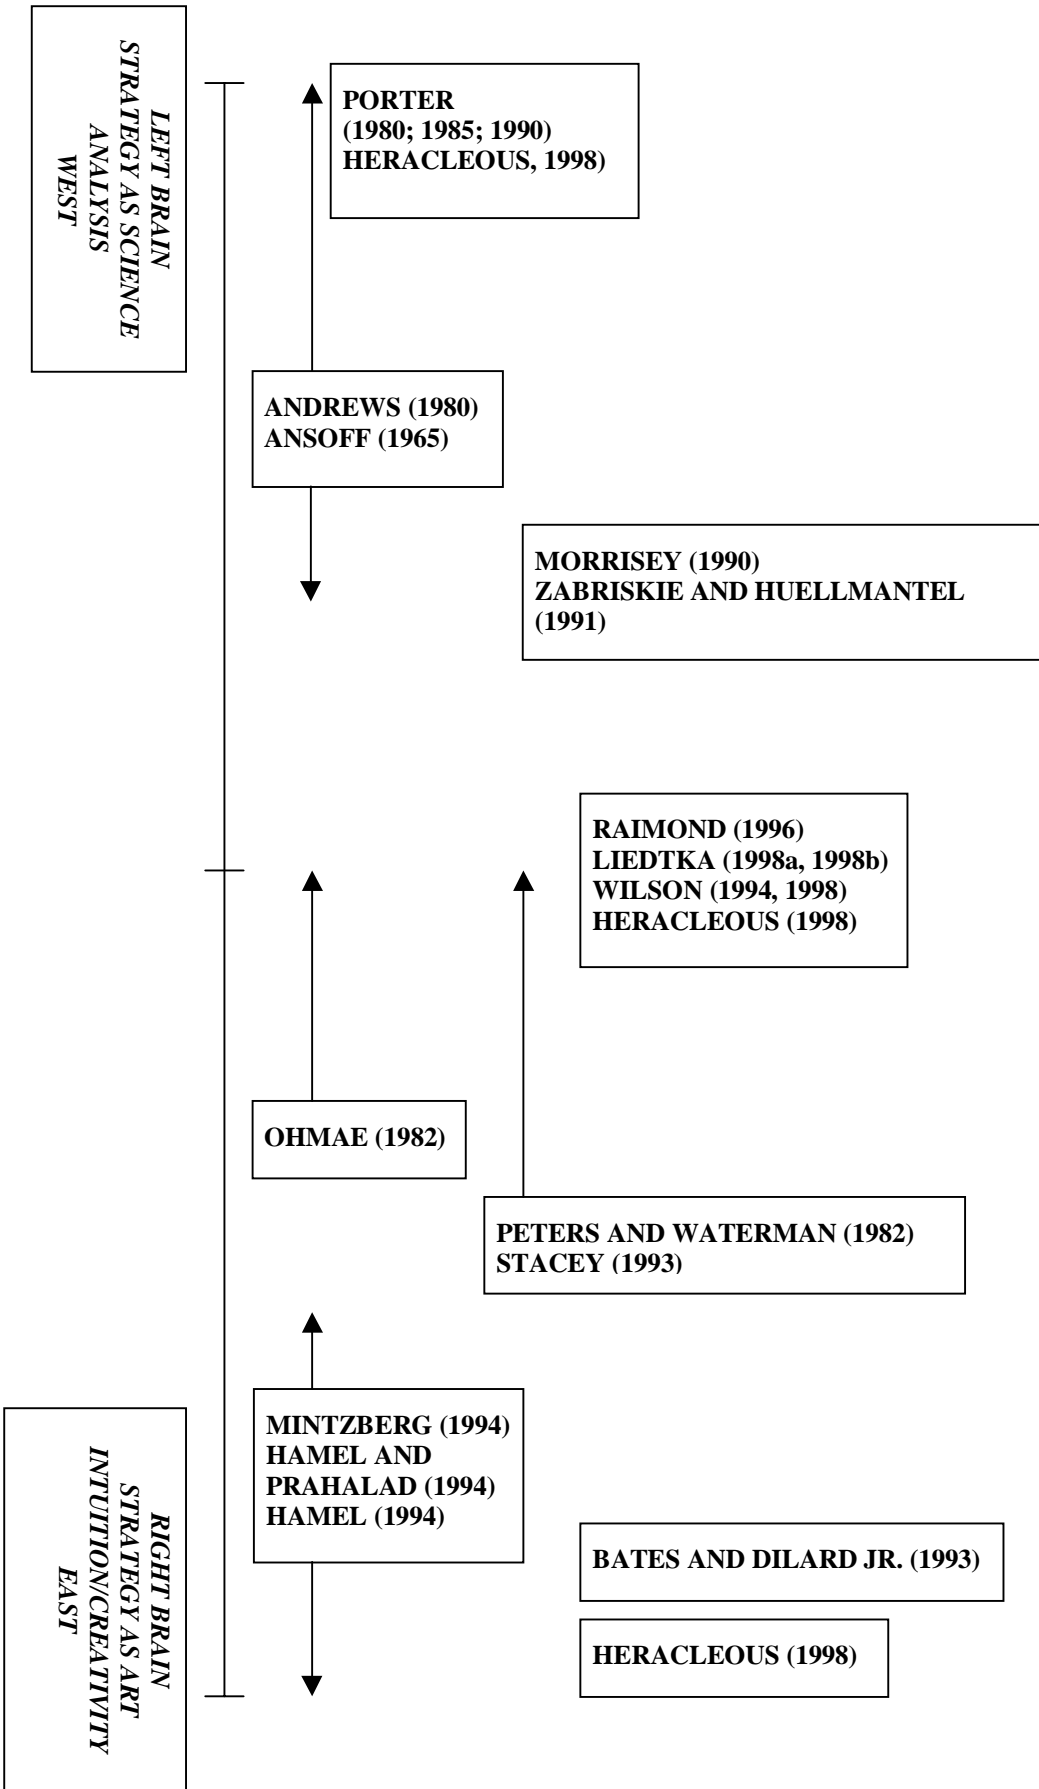 LEFT BRAIN
STRATEGY AS SCIENCE
ANALYSIS
WEST
PORTER
(1980; 1985; 1990)
HERACLEOUS, 1998)
ANDREWS (1980)
ANSOFF (1965)
MORRISEY (1990)
ZABRISKIE AND HUELLMANTEL
(1991)
RAIMOND (1996)
LIEDTKA (1998a, 1998b)
WILSON (1994, 1998)
HERACLEOUS (1998)
OHMAE (1982)
PETERS AND WATERMAN (1982)
STACEY (1993)
MINTZBERG (1994)
HAMEL AND
PRAHALAD (1994)
HAMEL (1994)
BATES AND DILARD JR. (1993)
HERACLEOUS (1998)
RIGHT BRAIN
STRATEGY AS ART
INTUITION/CREATIVITY
EAST